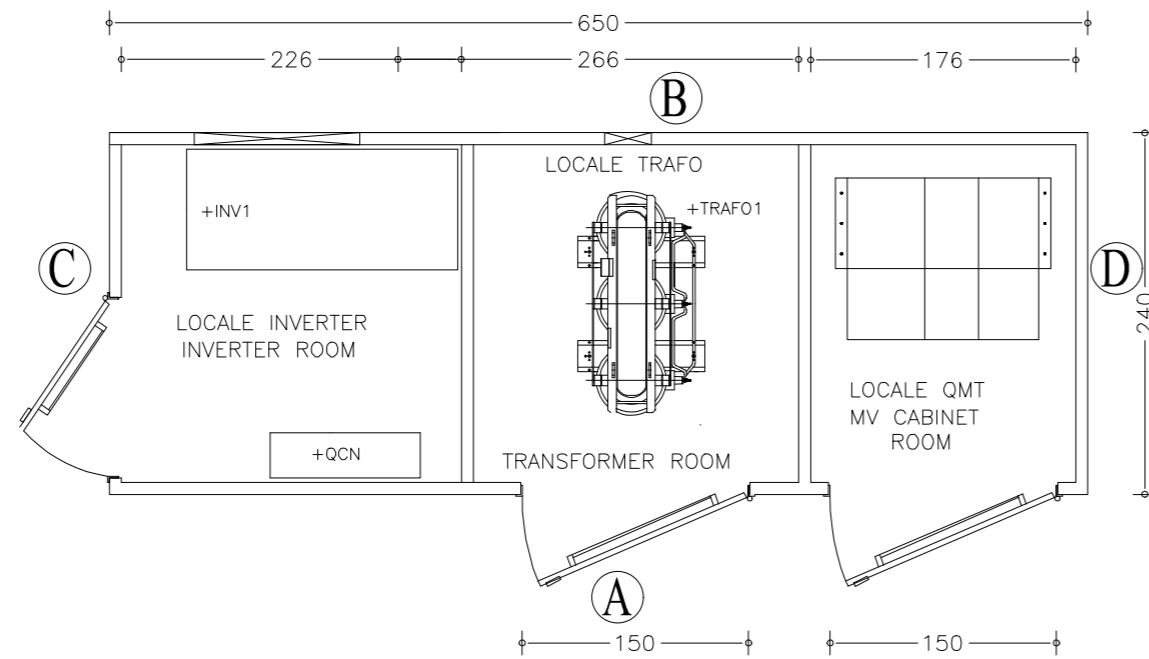 650
226
266
176
B
LOCALE TRAFO
+INV1
+TRAFO1
C
D
240
LOCALE INVERTER
INVERTER ROOM
LOCALE QMT
MV CABINET
ROOM
+QCN
TRANSFORMER ROOM
A
150
150